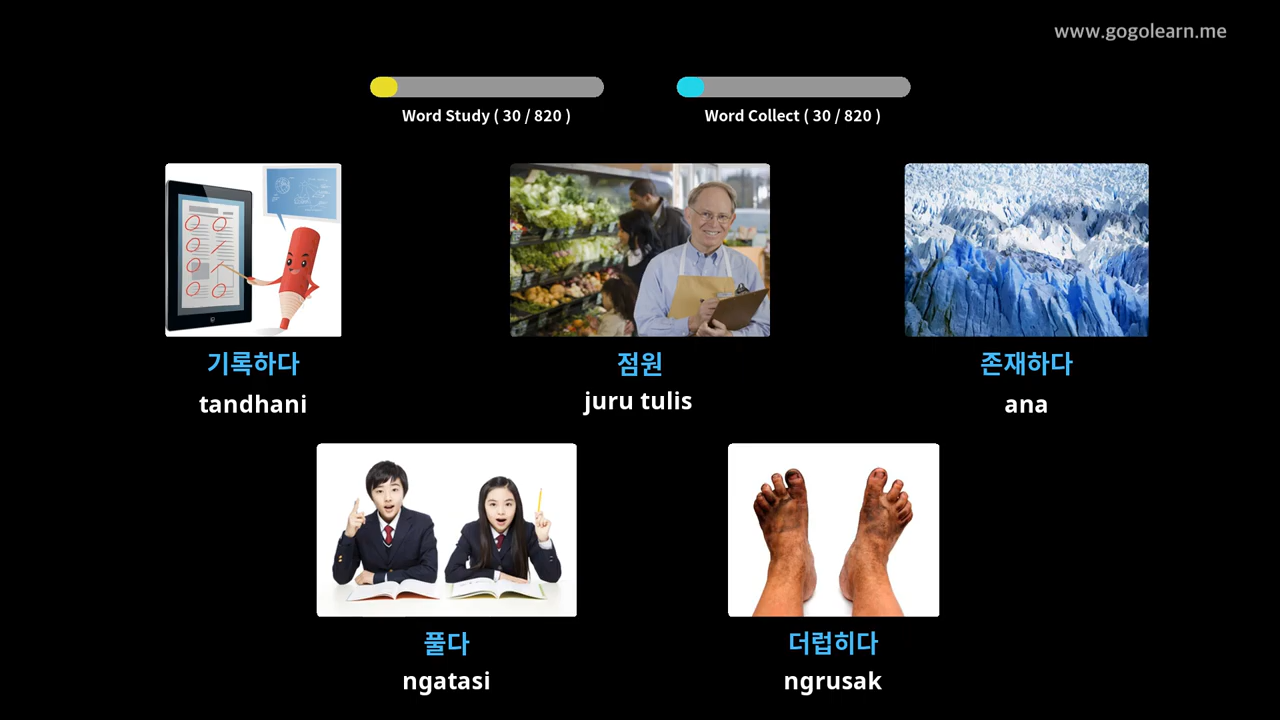 www.gogolearn.me
Word Study ( 30 / 820 )
Word Collect ( 30 / 820 )
기록하다
tandhani
점원
juru tulis
존재하다
ana
풀다
ngatasi
더럽히다
ngrusak